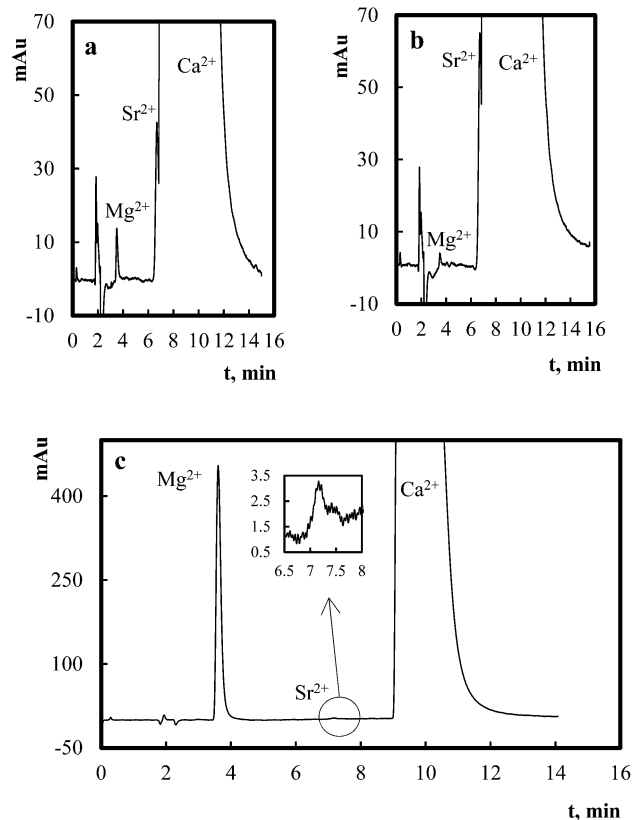 a
mAu
70
50
30
10
-10
Ca²⁺
Sr²⁺
Mg²⁺
0 2 4 6 8 10 12 14 16
t, min
b
mAu
70
50
30
10
-10
Sr²⁺ Ca²⁺
Mg²⁺
0 2 4 6 8 10 12 14 16
t, min
c
mAu
400
250
100
-50
Mg²⁺
3.5
2.5
1.5
0.5
6.5 7 7.5 8
Ca²⁺
Sr²⁺
0 2 4 6 8 10 12 14 16
t, min